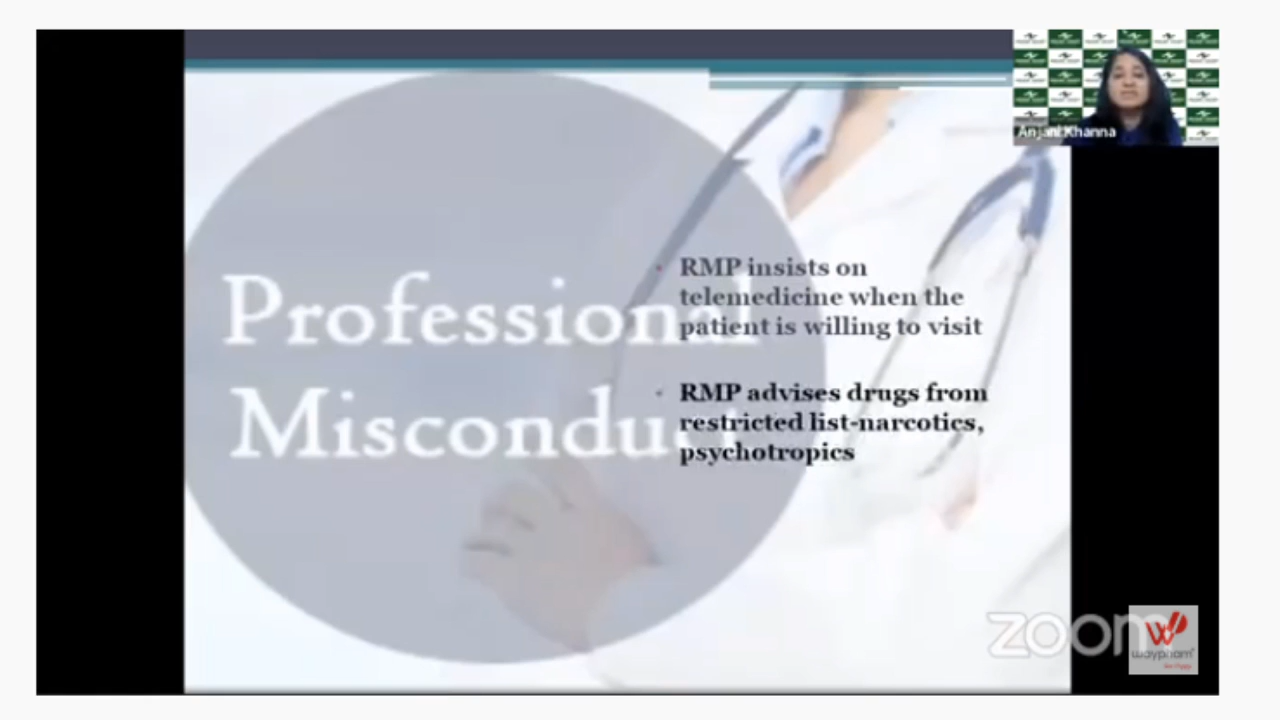 Anjani Khanna
Professional
Misconduct
RMP insists on
telemedicine when the
patient is willing to visit
RMP advises drugs from
restricted list-narcotics,
psychotropics
zoom